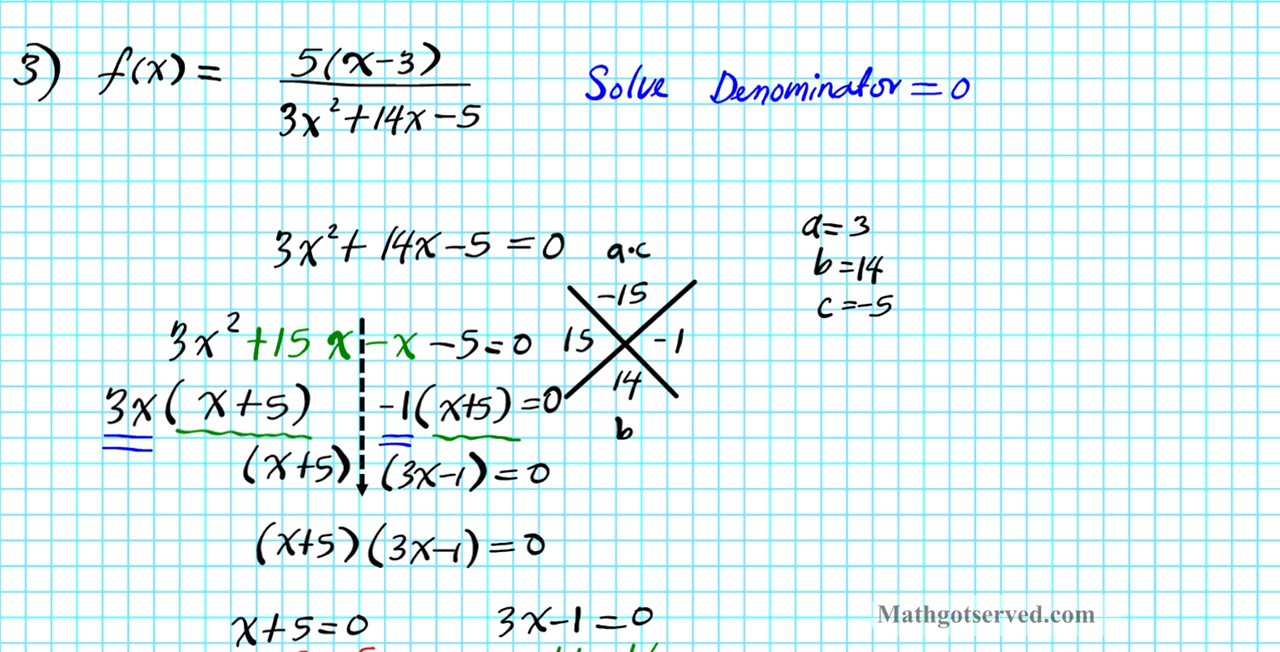 3) f(x) = 5(x-3) / 3x² + 14x - 5 Solve Denominator = 0
3x² + 14x - 5 = 0
a·c
a = 3
b = 14
c = -5
-15
3x² + 15x - x - 5 = 0
15 -1
14
b
3x(x+5) -1(x+5) = 0
(x+5) (3x-1) = 0
(x+5)(3x-1) = 0
x+5 = 0 3x-1 = 0
Mathgotserved.com